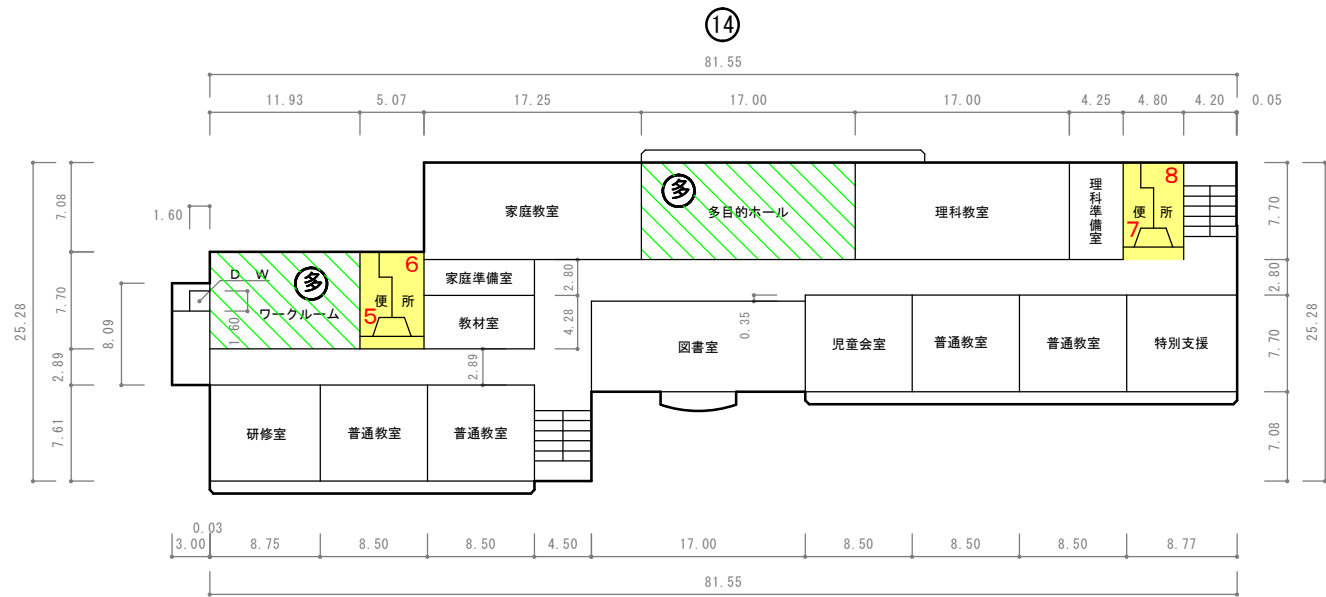 14
81.55
11.93 5.07 17.25 17.00 17.00 4.25 4.80 4.20 0.05
25.28
7.08
7.70
2.89
7.61
1.60
8.09
家庭教室
多
多目的ホール
理科教室
理科準備室
8
便 所
7
7.70
2.80
7.70
7.08
25.28
D W
多
ワークルーム
1.60
6
便 所
5
家庭準備室
教材室
2.80
4.28
2.89
0.35
図書室
児童会室
普通教室
普通教室
特別支援
研修室
普通教室
普通教室
0.03
3.00 8.75 8.50 8.50 4.50 17.00 8.50 8.50 8.50 8.77
81.55